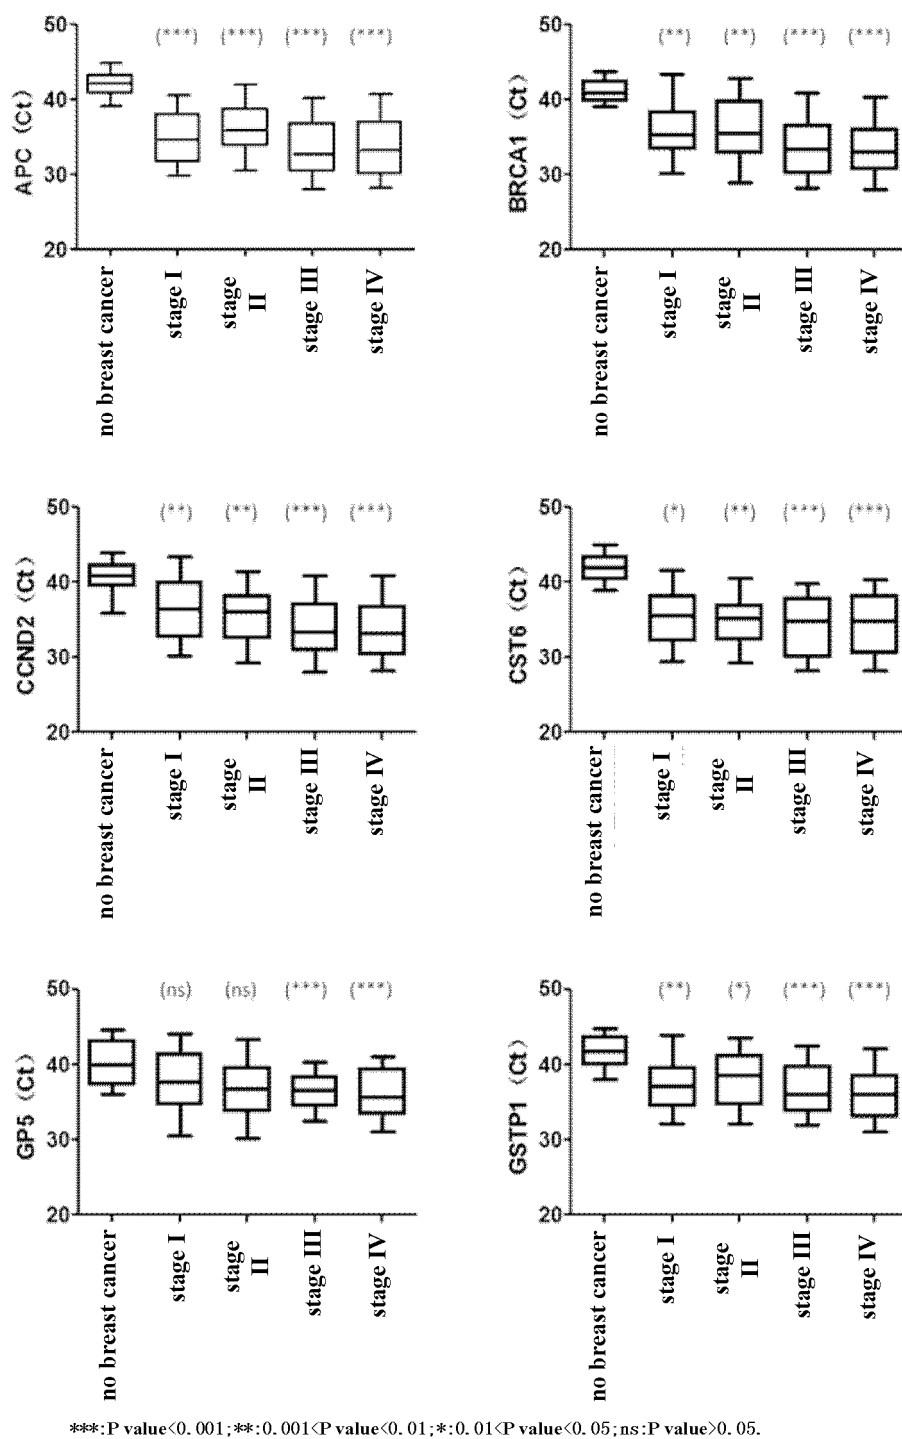 50 (***) (***) (***) (***)
40
30
20
APC (Ct)
no breast cancer
stage I
stage
II
stage III
stage IV
50 (**) (**) (***) (***)
40
30
20
BRCA1 (Ct)
no breast cancer
stage I
stage
II
stage III
stage IV
50 (**) (**) (***) (***)
40
30
20
CCND2 (Ct)
no breast cancer
stage I
stage
II
stage III
stage IV
50 (*) (**) (***) (***)
40
30
20
CST6 (Ct)
no breast cancer
stage I
stage
II
stage III
stage IV
50 (ns) (ns) (***) (***)
40
30
20
GP5 (Ct)
no breast cancer
stage I
stage
II
stage III
stage IV
50 (**) (*) (***) (***)
40
30
20
GSTP1 (Ct)
no breast cancer
stage I
stage
II
stage III
stage IV
***:P value<0.001;**:0.001<P value<0.01;*:0.01<P value<0.05;ns:P value>0.05.